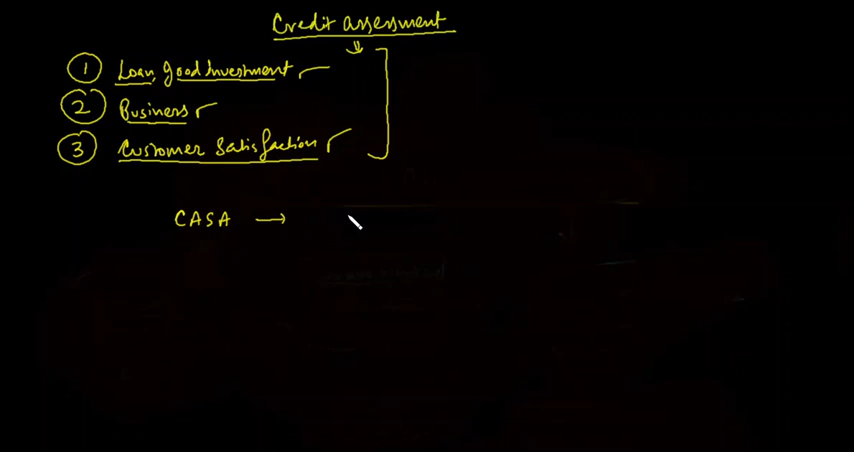 Credit assessment
1 Loan, good Investment
2 Business
3 Customer Satisfaction
CASA →